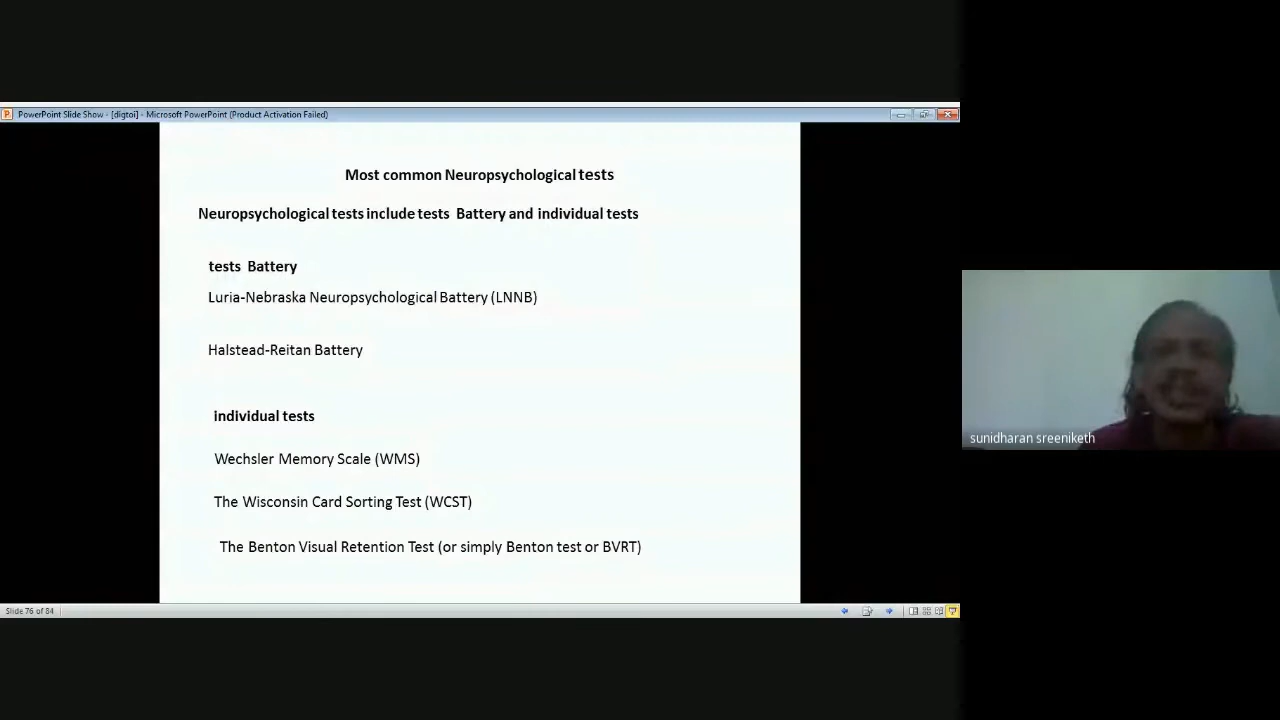 PowerPoint Slide Show - [digtoi] - Microsoft PowerPoint (Product Activation Failed)
Most common Neuropsychological tests
Neuropsychological tests include tests Battery and individual tests
tests Battery
Luria-Nebraska Neuropsychological Battery (LNNB)
Halstead-Reitan Battery
individual tests
Wechsler Memory Scale (WMS)
The Wisconsin Card Sorting Test (WCST)
The Benton Visual Retention Test (or simply Benton test or BVRT)
sunidharan sreeniketh
Slide 76 of 84